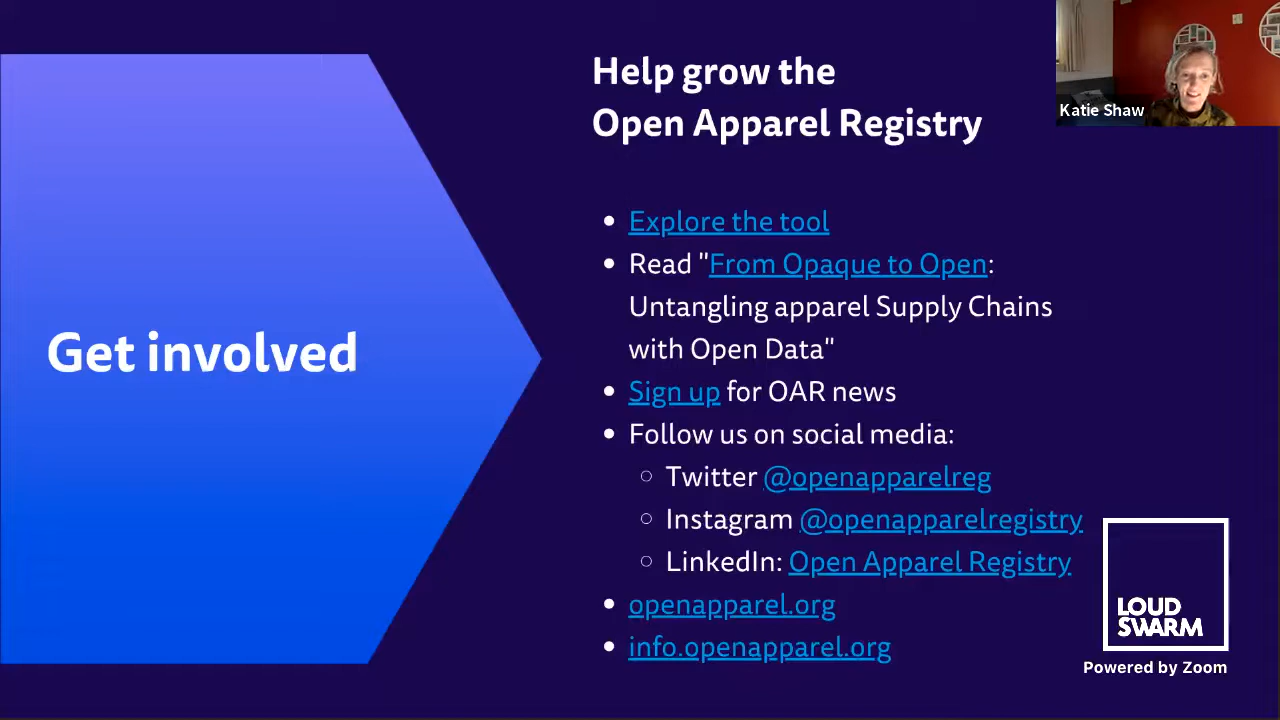 Get involved
Help grow the
Open Apparel Registry
Explore the tool
Read "From Opaque to Open:
Untangling apparel Supply Chains
with Open Data"
Sign up for OAR news
Follow us on social media:
Twitter @openapparelreg
Instagram @openapparelregistry
LinkedIn: Open Apparel Registry
openapparel.org
info.openapparel.org
Katie Shaw
LOUD
SWARM
Powered by Zoom